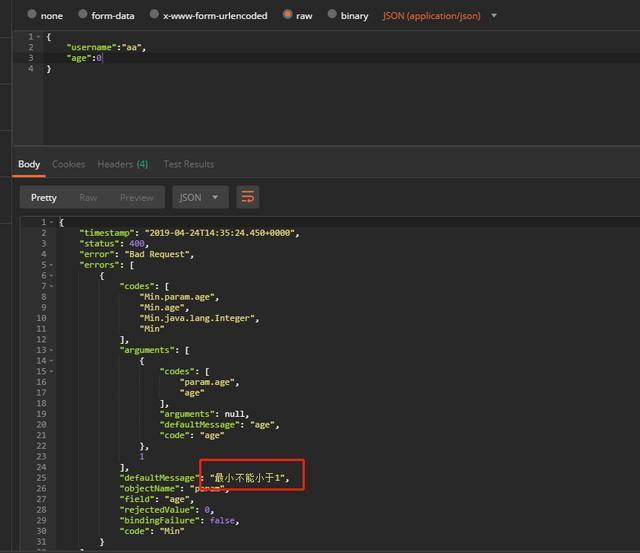 none form-data x-www-form-urlencoded raw binary JSON (application/json)
1 {
2 "username":"aa",
3 "age":0
4 }
Body Cookies Headers (4) Test Results
Pretty Raw Preview JSON
1 {
2 "timestamp": "2019-04-24T14:35:24.450+0000",
3 "status": 400,
4 "error": "Bad Request",
5 "errors": [
6 {
7 "codes": [
8 "Min.param.age",
9 "Min.age",
10 "Min.java.lang.Integer",
11 "Min"
12 ],
13 "arguments": [
14 {
15 "codes": [
16 "param.age",
17 "age"
18 ],
19 "arguments": null,
20 "defaultMessage": "age",
21 "code": "age"
22 },
23 1
24 ],
25 "defaultMessage": "最小不能小于1",
26 "objectName": "param",
27 "field": "age",
28 "rejectedValue": 0,
29 "bindingFailure": false,
30 "code": "Min"
31 }